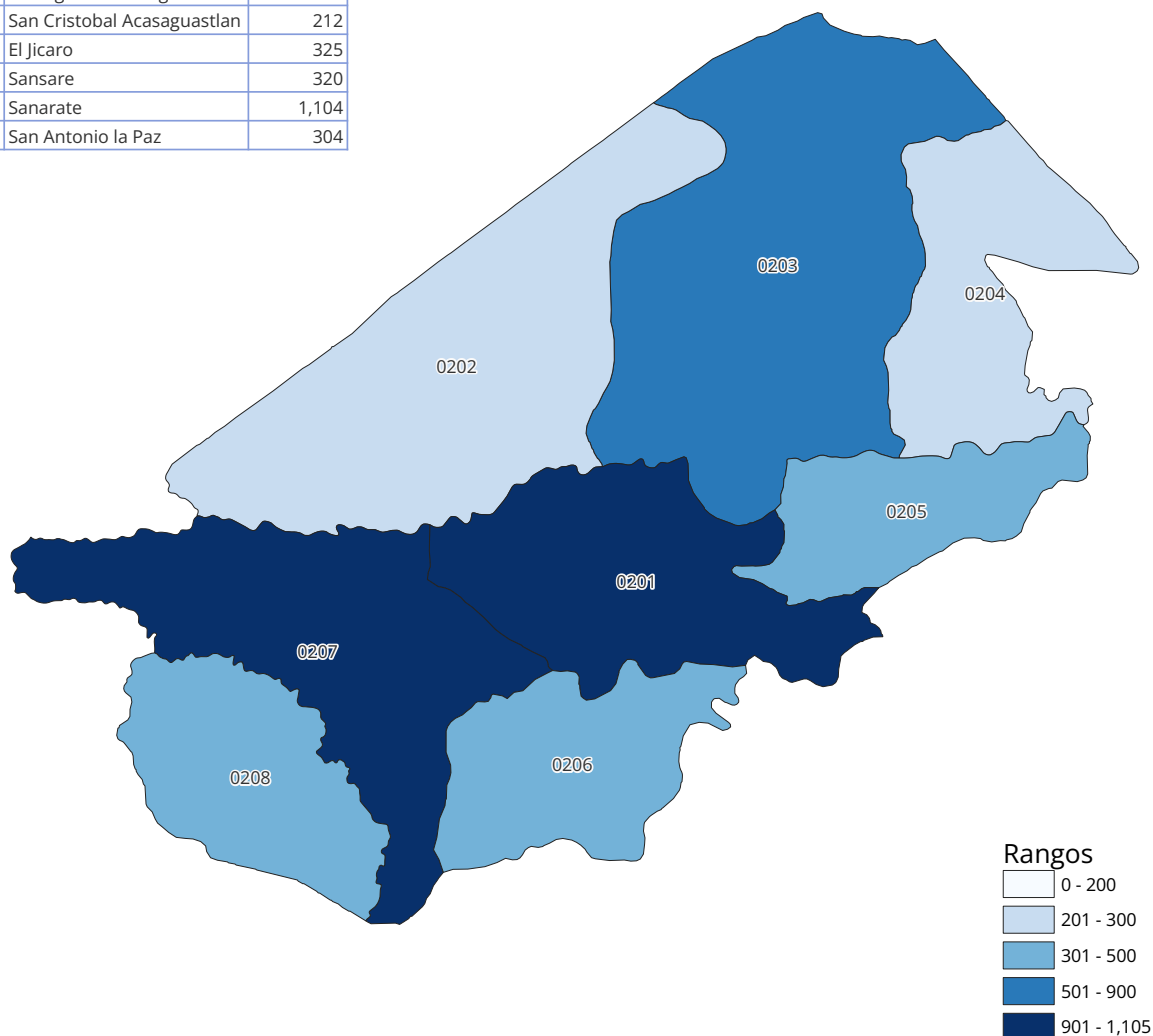 San Cristobal Acasaguastlan 212
El Jicaro 325
Sansare 320
Sanarate 1,104
San Antonio la Paz 304
0203
0204
0202
0205
0201
0207
0206
0208
Rangos
0 - 200
201 - 300
301 - 500
501 - 900
901 - 1,105